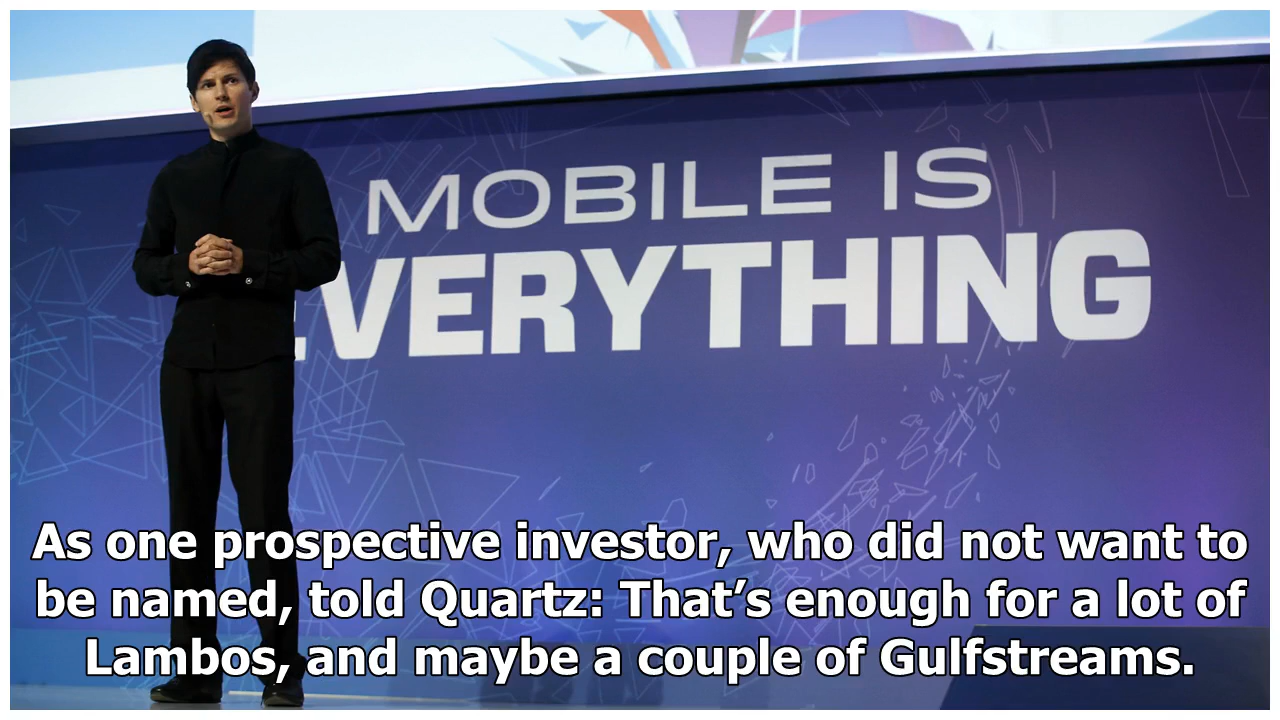 MOBILE IS
EVERYTHING
As one prospective investor, who did not want to
be named, told Quartz: That’s enough for a lot of
Lambos, and maybe a couple of Gulfstreams.